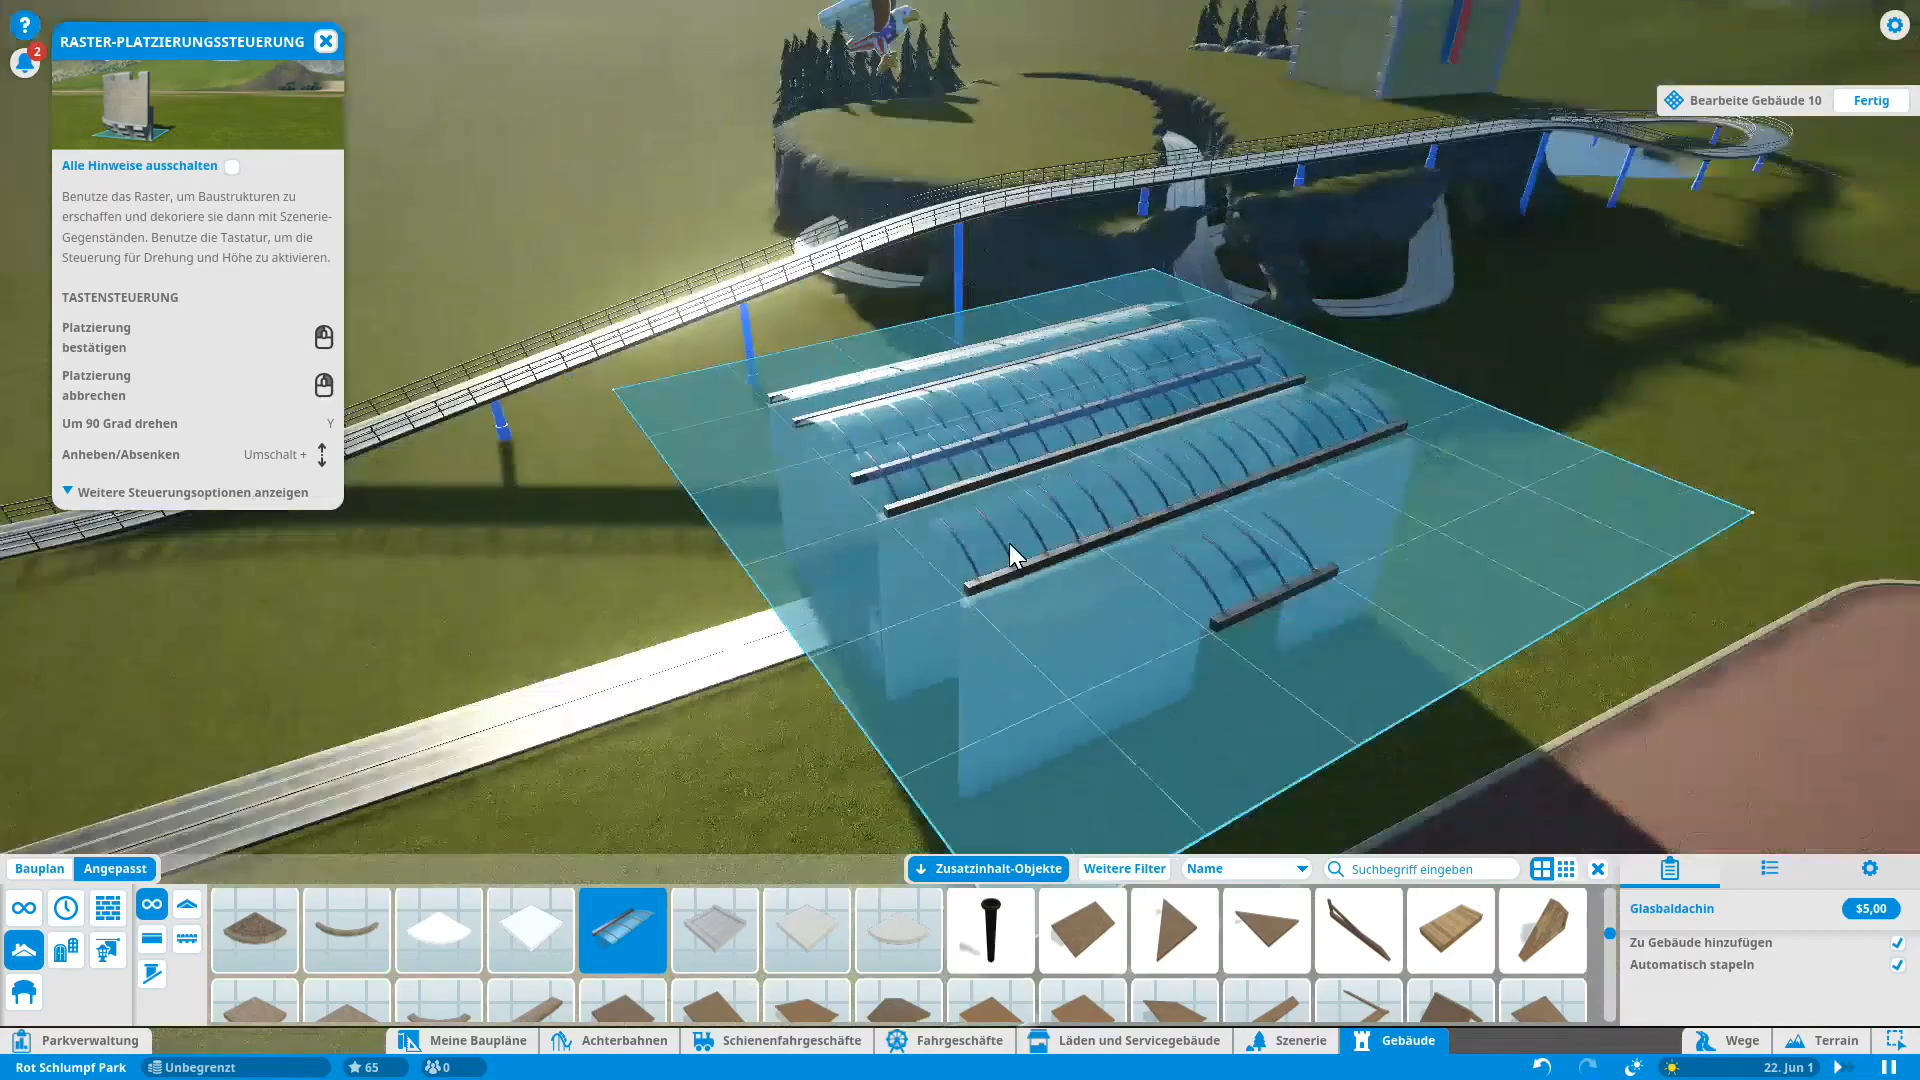 ?
2
RASTER-PLATZIERUNGSSTEUERUNG
Alle Hinweise ausschalten
Benutze das Raster, um Baustrukturen zu
erschaffen und dekoriere sie dann mit Szenerie-
Gegenständen. Benutze die Tastatur, um die
Steuerung für Drehung und Höhe zu aktivieren.
TASTENSTEUERUNG
Platzierung
bestätigen
Platzierung
abbrechen
Um 90 Grad drehen Y
Anheben/Absenken Umschalt +
Weitere Steuerungsoptionen anzeigen
Bearbeite Gebäude 10 Fertig
Bauplan Angepasst
Zusatzinhalt-Objekte Weitere Filter Name Suchbegriff eingeben
Glasbaldachin $5,00
Zu Gebäude hinzufügen
Automatisch stapeln
Parkverwaltung Meine Baupläne Achterbahnen Schienenfahrgeschäfte Fahrgeschäfte Läden und Servicegebäude Szenerie Gebäude Wege Terrain
Rot Schlumpf Park Unbegrenzt 65 0 22. Jun 1